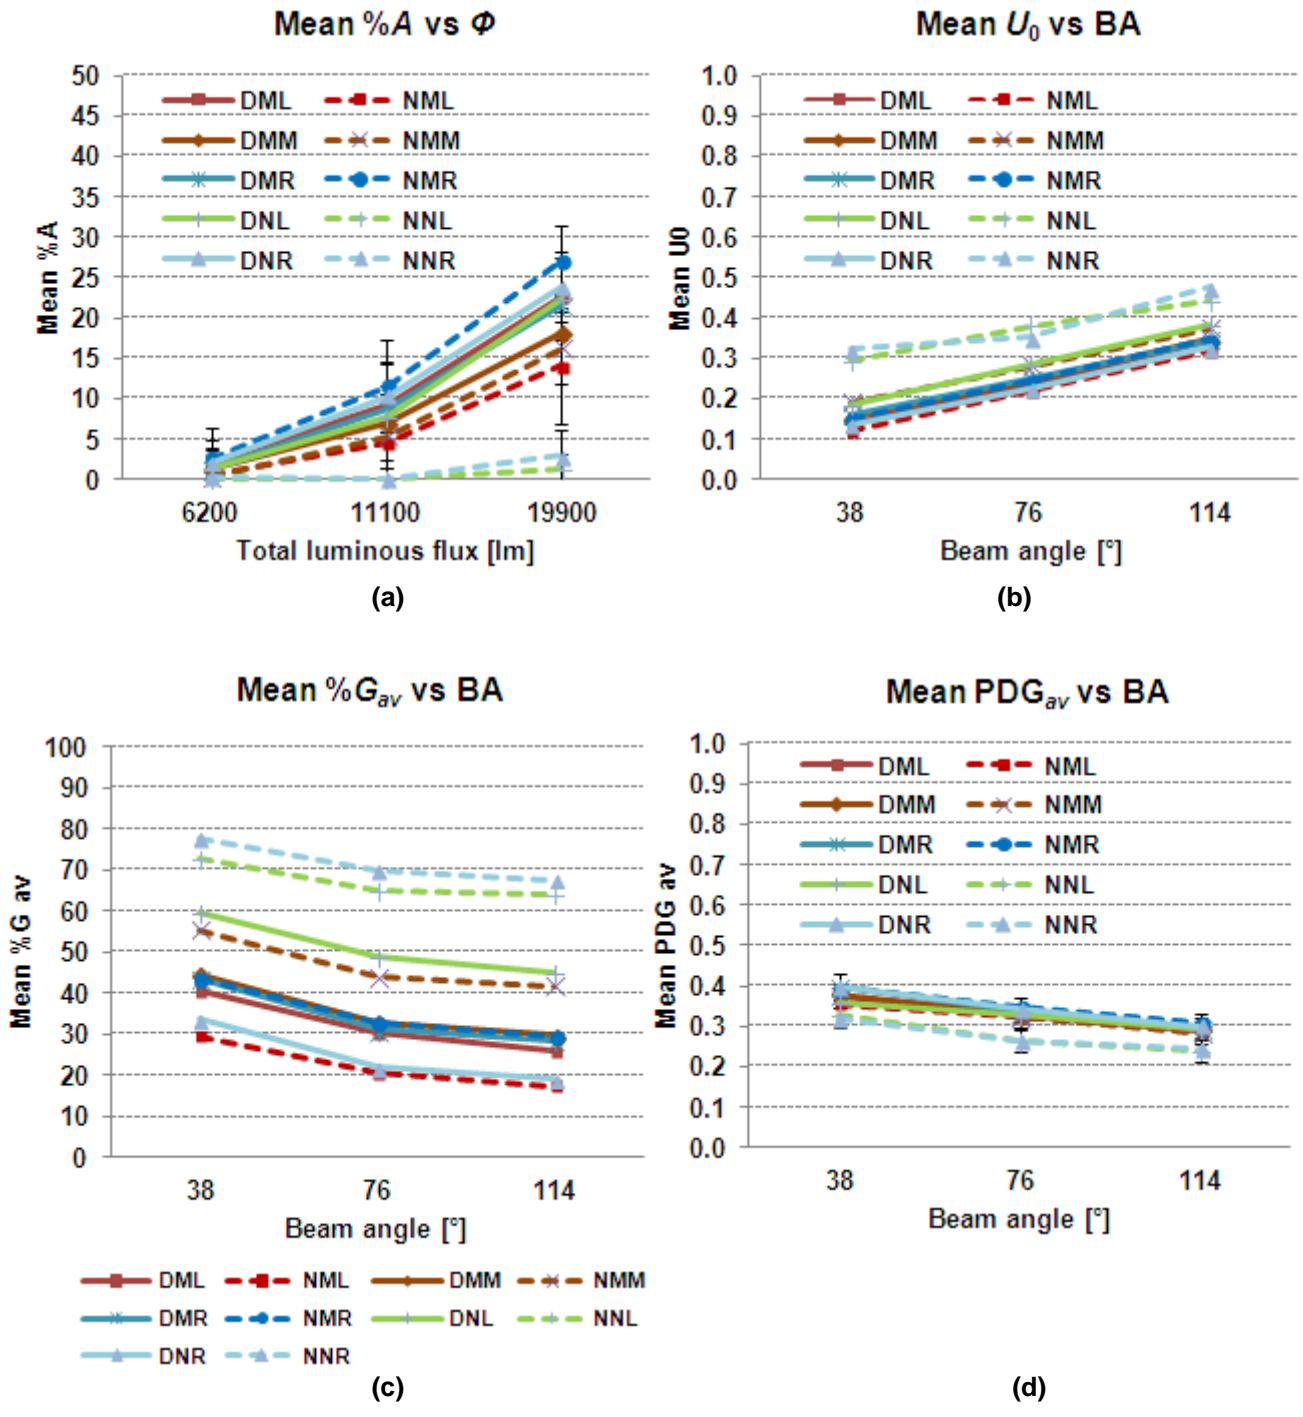 Mean %A vs Φ
50
45
40
35
30
25
20
15
10
5
0
Mean %A
DML NML
DMM NMM
DMR NMR
DNL NNL
DNR NNR
6200 11100 19900
Total luminous flux [lm]
(a)
Mean U0 vs BA
1.0
0.9
0.8
0.7
0.6
0.5
0.4
0.3
0.2
0.1
0.0
Mean U0
DML NML
DMM NMM
DMR NMR
DNL NNL
DNR NNR
38 76 114
Beam angle [°]
(b)
Mean %Gav vs BA
100
90
80
70
60
50
40
30
20
10
0
Mean %G av
38 76 114
Beam angle [°]
DML NML DMM NMM
DMR NMR DNL NNL
DNR NNR
(c)
Mean PDGav vs BA
1.0
0.9
0.8
0.7
0.6
0.5
0.4
0.3
0.2
0.1
0.0
Mean PDG av
DML NML
DMM NMM
DMR NMR
DNL NNL
DNR NNR
38 76 114
Beam angle [°]
(d)